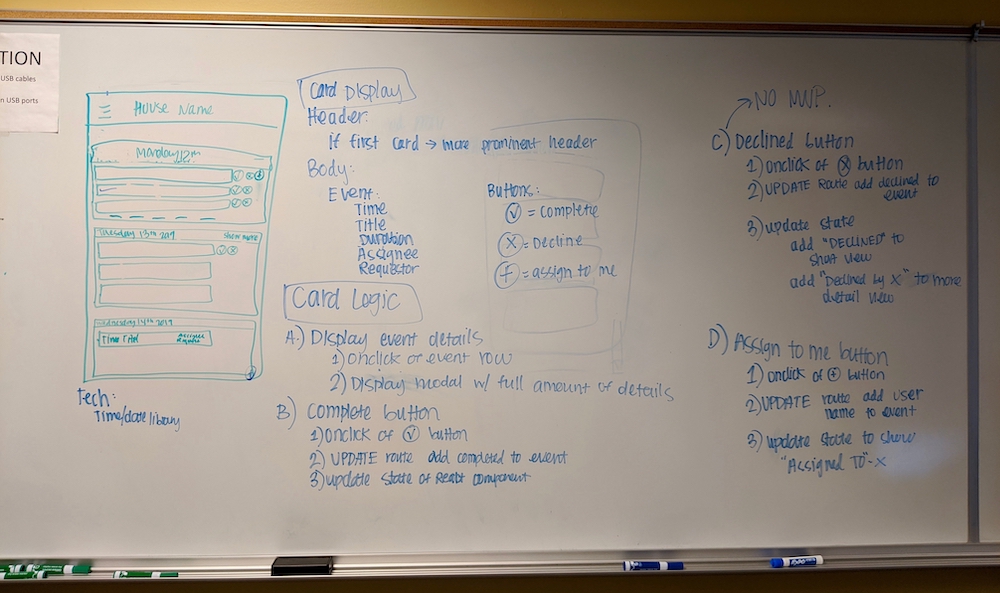 TION
USB cables
n USB ports
House Name
Monday 12th
Tuesday 13th 2019
Show more
Wednesday 14th 2019
Time Title
Assignee
Tech:
Time/date library
Card Display
Header:
If first card → more prominent header
Body:
Event:
Time
Title
Duration
Assignee
Requestor
Buttons:
✓ = complete
X = Decline
+ = assign to me
Card Logic
A.) Display event details
1) Onclick of event row
2) Display modal w/ full amount of details
B) Complete button
1) Onclick of ✓ button
2) UPDATE route add completed to event
3) update state of React component
NO MVP.
C) Declined button
1) Onclick of X button
2) UPDATE Route add declined to
event
3) update state
add "DECLINED" to
short view
add "Declined by X" to more
detail view
D) Assign to me button
1) onclick of + button
2) UPDATE route add user
name to event
3) update state to show
"Assigned TO"-X